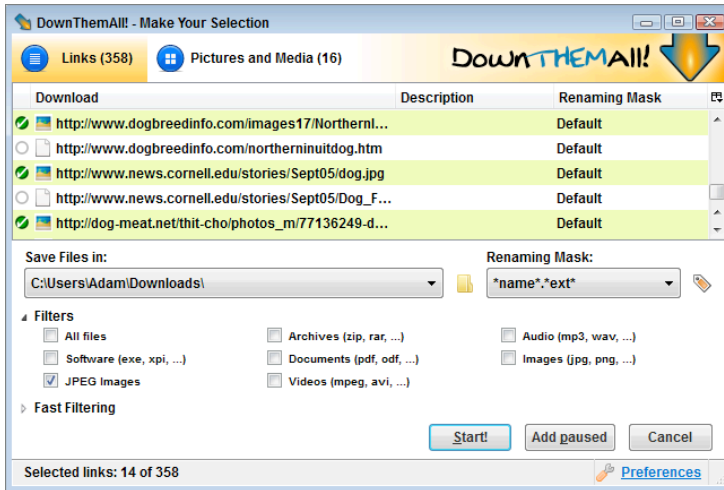 DownThemAll! - Make Your Selection
Links (358)
Pictures and Media (16)
DownTHEMAll!
Download Description Renaming Mask
http://www.dogbreedinfo.com/images17/Northernl... Default
http://www.dogbreedinfo.com/northerninuitdog.htm Default
http://www.news.cornell.edu/stories/Sept05/dog.jpg Default
http://www.news.cornell.edu/stories/Sept05/Dog_F... Default
http://dog-meat.net/thit-cho/photos_m/77136249-d... Default
Save Files in: Renaming Mask:
C:\Users\Adam\Downloads\ *name*.*ext*
Filters
All files Archives (zip, rar, ...) Audio (mp3, wav, ...)
Software (exe, xpi, ...) Documents (pdf, odf, ...) Images (jpg, png, ...)
JPEG Images Videos (mpeg, avi, ...)
Fast Filtering
Start! Add paused Cancel
Selected links: 14 of 358 Preferences